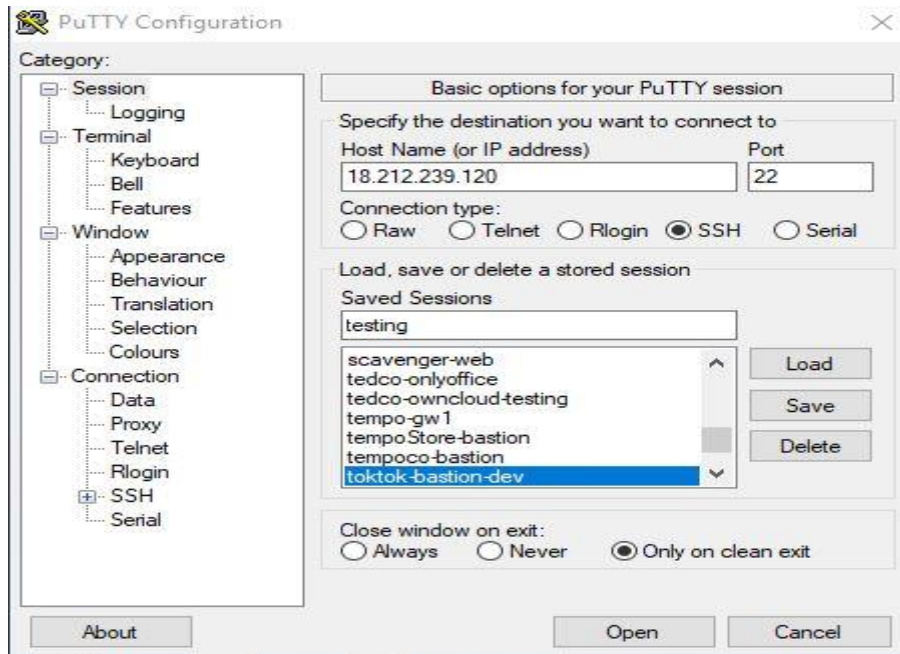 PuTTY Configuration
Category:
Session
Logging
Terminal
Keyboard
Bell
Features
Window
Appearance
Behaviour
Translation
Selection
Colours
Connection
Data
Proxy
Telnet
Rlogin
SSH
Serial
Basic options for your PuTTY session
Specify the destination you want to connect to
Host Name (or IP address) Port
18.212.239.120 22
Connection type:
Raw Telnet Rlogin SSH Serial
Load, save or delete a stored session
Saved Sessions
testing
scavenger-web
tedco-onlyoffice
tedco-owncloud-testing
tempo-gw1
tempoStore-bastion
tempoco-bastion
toktok-bastion-dev
Load
Save
Delete
Close window on exit:
Always Never Only on clean exit
About Open Cancel